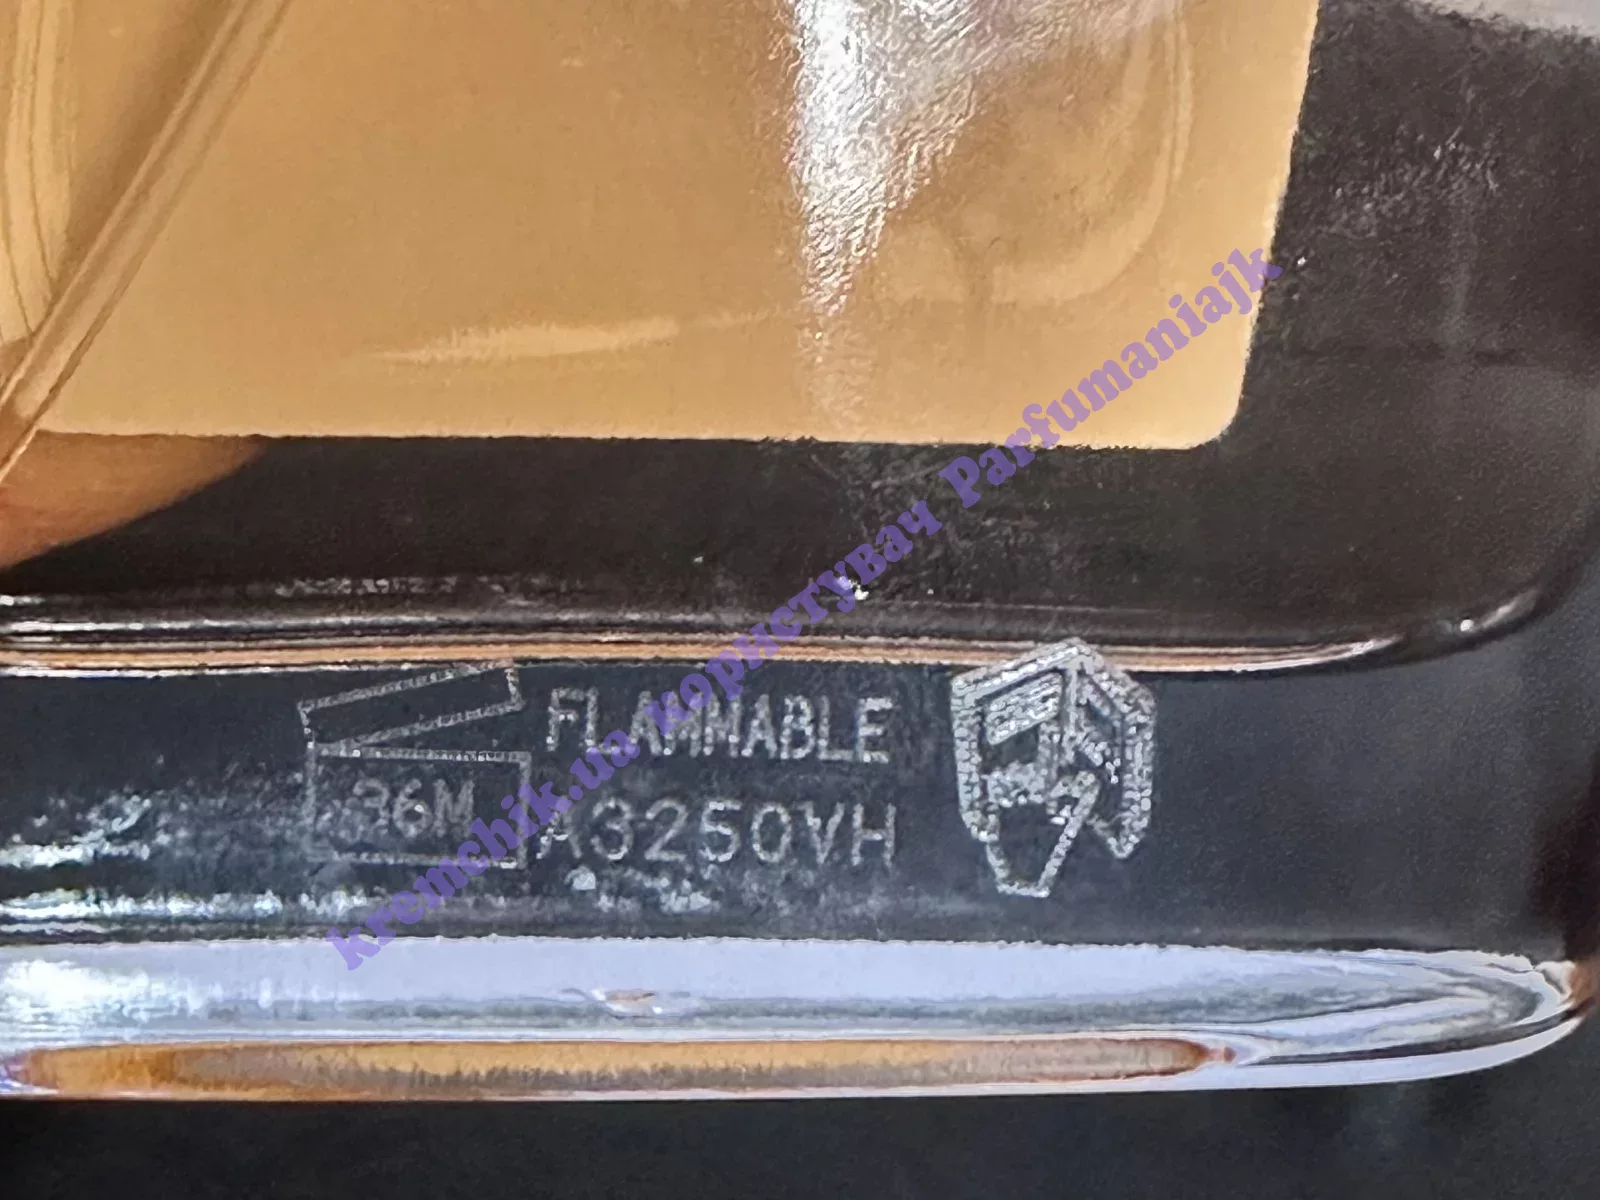 FLAMMABLE
36M
A3250VH
kremchik.ua користувач Parfumaniajk